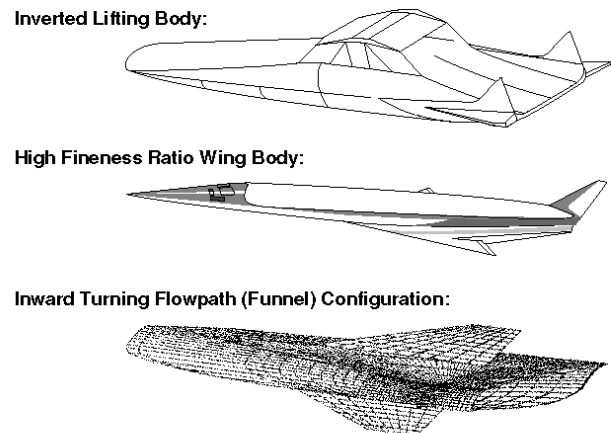 Inverted Lifting Body:
High Fineness Ratio Wing Body:
Inward Turning Flowpath (Funnel) Configuration: